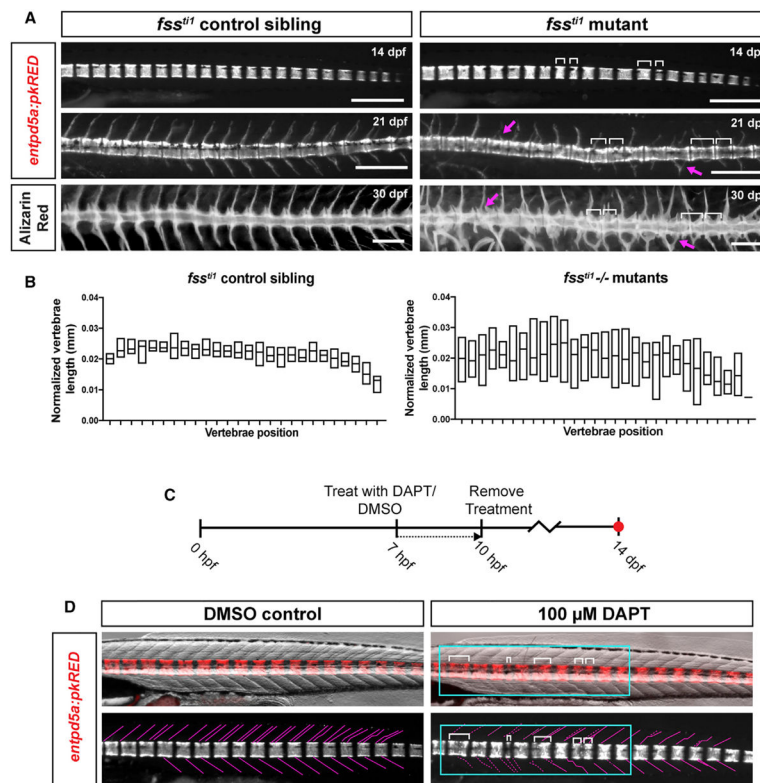 A
fss^ti1 control sibling
fss^ti1 mutant
entpd5a:pkRED
14 dpf
14 dpf
21 dpf
21 dpf
Alizarin
Red
30 dpf
30 dpf
B
fss^ti1 control sibling
fss^ti1-/- mutants
Normalized vertebrae
length (mm)
0.04
0.03
0.02
0.01
0.00
Vertebrae position
Normalized vertebrae
length (mm)
0.04
0.03
0.02
0.01
0.00
Vertebrae position
C
Treat with DAPT/
DMSO
Remove
Treatment
0 hpf
7 hpf
10 hpf
14 dpf
D
DMSO control
100 µM DAPT
entpd5a:pkRED